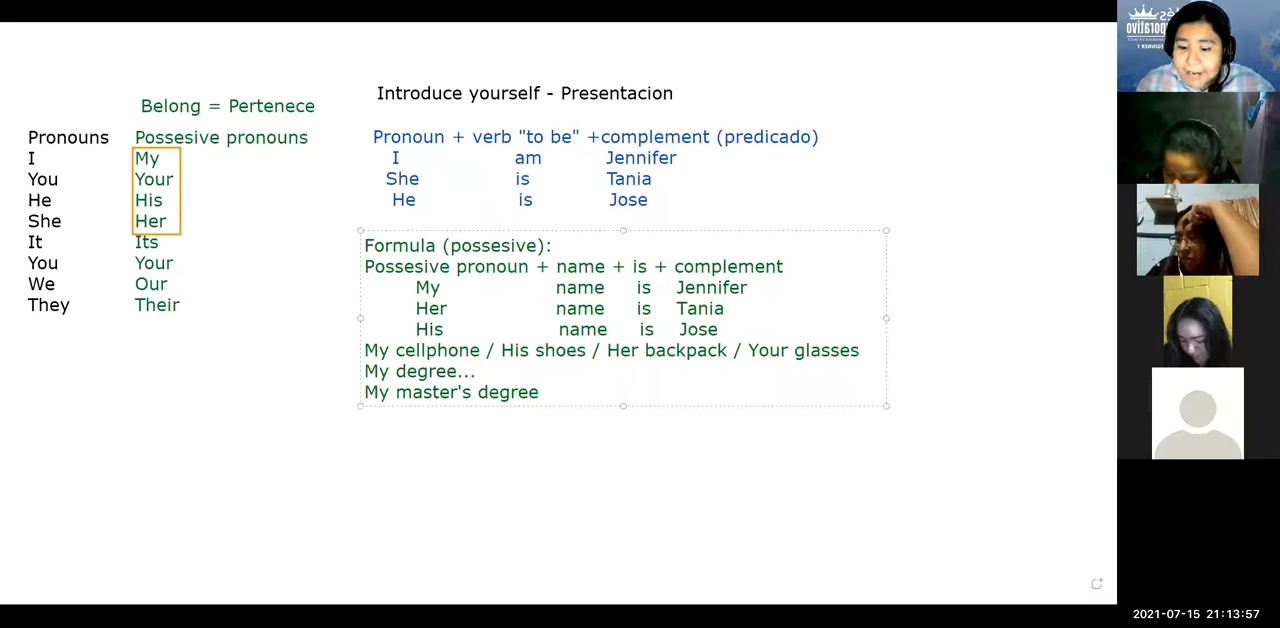 Introduce yourself - Presentacion
Belong = Pertenece
Pronouns Possesive pronouns
I My
You Your
He His
She Her
It Its
You Your
We Our
They Their
Pronoun + verb "to be" +complement (predicado)
I am Jennifer
She is Tania
He is Jose
Formula (possesive):
Possesive pronoun + name + is + complement
My name is Jennifer
Her name is Tania
His name is Jose
My cellphone / His shoes / Her backpack / Your glasses
My degree...
My master's degree
2021-07-15 21:13:57